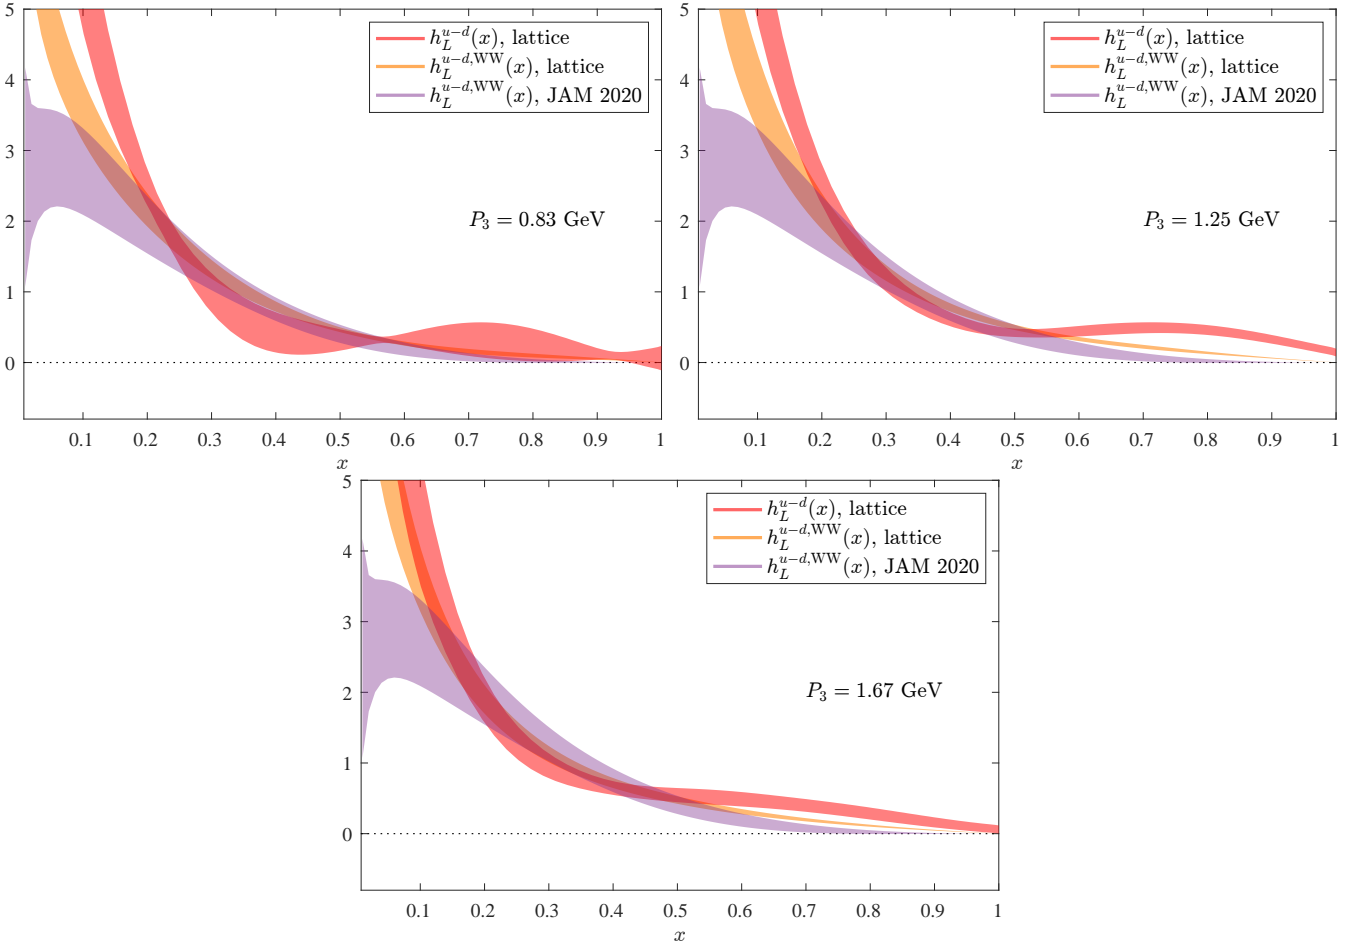 5
4
3
2
1
0
0.1 0.2 0.3 0.4 0.5 0.6 0.7 0.8 0.9 1
x
h_L^{u−d}(x), lattice
h_L^{u−d,WW}(x), lattice
h_L^{u−d,WW}(x), JAM 2020
P_3 = 0.83 GeV
5
4
3
2
1
0
0.1 0.2 0.3 0.4 0.5 0.6 0.7 0.8 0.9 1
x
h_L^{u−d}(x), lattice
h_L^{u−d,WW}(x), lattice
h_L^{u−d,WW}(x), JAM 2020
P_3 = 1.25 GeV
5
4
3
2
1
0
0.1 0.2 0.3 0.4 0.5 0.6 0.7 0.8 0.9 1
x
h_L^{u−d}(x), lattice
h_L^{u−d,WW}(x), lattice
h_L^{u−d,WW}(x), JAM 2020
P_3 = 1.67 GeV